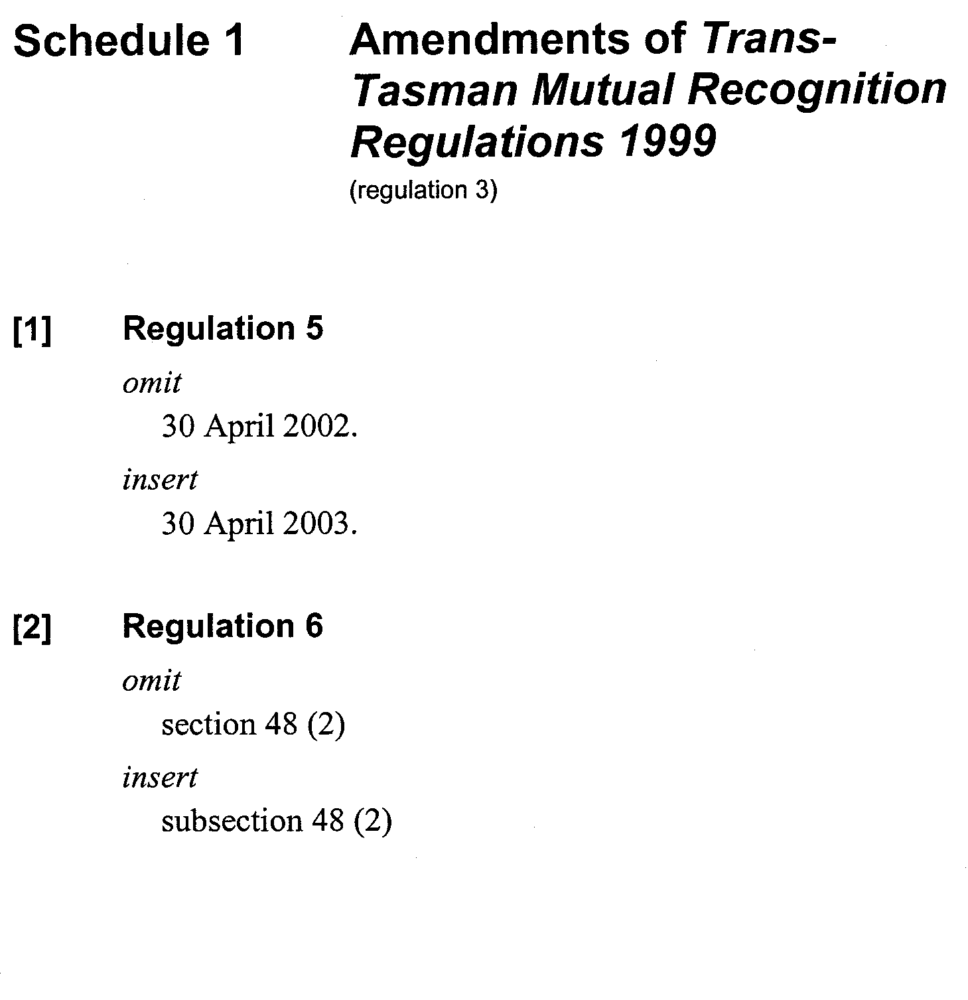 Schedule 1 Amendments of Trans-
Tasman Mutual Recognition
Regulations 1999
(regulation 3)
[1] Regulation 5
omit
30 April 2002.
insert
30 April 2003.
[2] Regulation 6
omit
section 48 (2)
insert
subsection 48 (2)